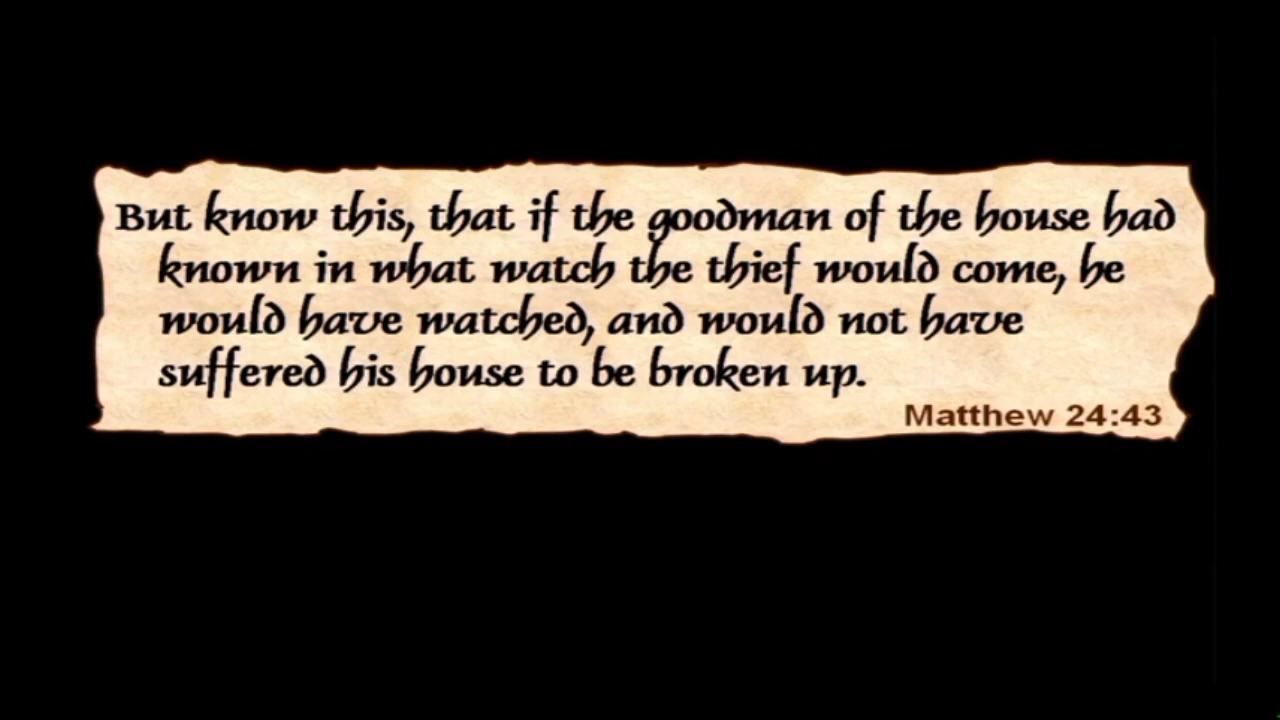 But know this, that if the goodman of the house had
known in what watch the thief would come, he
would have watched, and would not have
suffered his house to be broken up.
Matthew 24:43